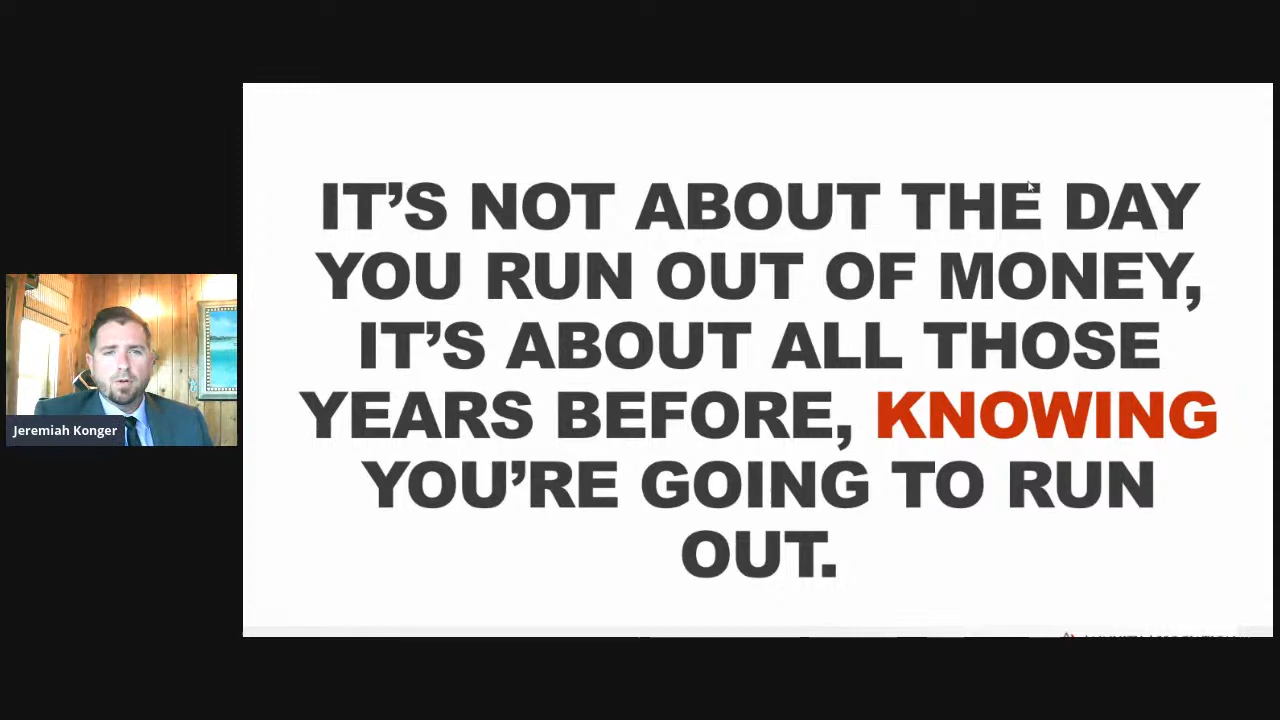 IT'S NOT ABOUT THE DAY
YOU RUN OUT OF MONEY,
IT'S ABOUT ALL THOSE
YEARS BEFORE, KNOWING
YOU'RE GOING TO RUN
OUT.
Jeremiah Konger